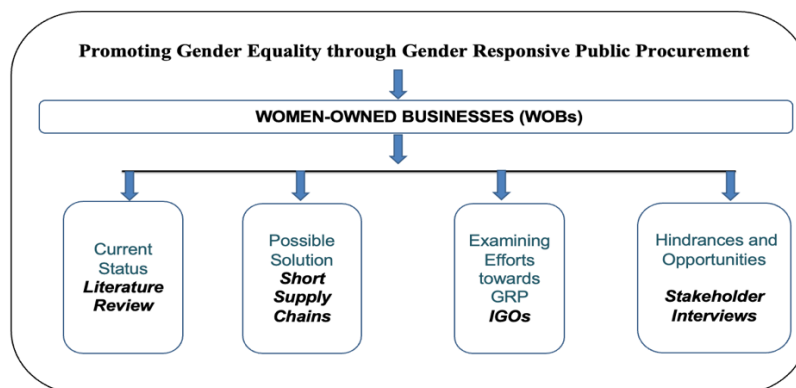 Promoting Gender Equality through Gender Responsive Public Procurement
WOMEN-OWNED BUSINESSES (WOBs)
Current
Status
Literature
Review
Possible
Solution
Short
Supply
Chains
Examining
Efforts
towards
GRP
IGOs
Hindrances and
Opportunities
Stakeholder
Interviews